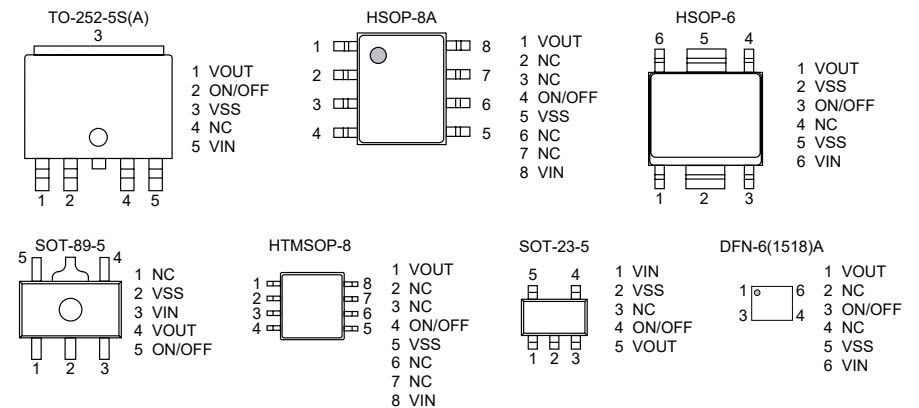 TO-252-5S(A)
3
1 2 4 5
1 VOUT
2 ON/OFF
3 VSS
4 NC
5 VIN
HSOP-8A
1 8
2 7
3 6
4 5
1 VOUT
2 NC
3 NC
4 ON/OFF
5 VSS
6 NC
7 NC
8 VIN
HSOP-6
6 5 4
1 2 3
1 VOUT
2 VSS
3 ON/OFF
4 NC
5 VSS
6 VIN
SOT-89-5
5 4
1 2 3
1 NC
2 VSS
3 VIN
4 VOUT
5 ON/OFF
HTMSOP-8
1 8
2 7
3 6
4 5
1 VOUT
2 NC
3 NC
4 ON/OFF
5 VSS
6 NC
7 NC
8 VIN
SOT-23-5
5 4
1 2 3
1 VIN
2 VSS
3 NC
4 ON/OFF
5 VOUT
DFN-6(1518)A
1 6
3 4
1 VOUT
2 NC
3 ON/OFF
4 NC
5 VSS
6 VIN